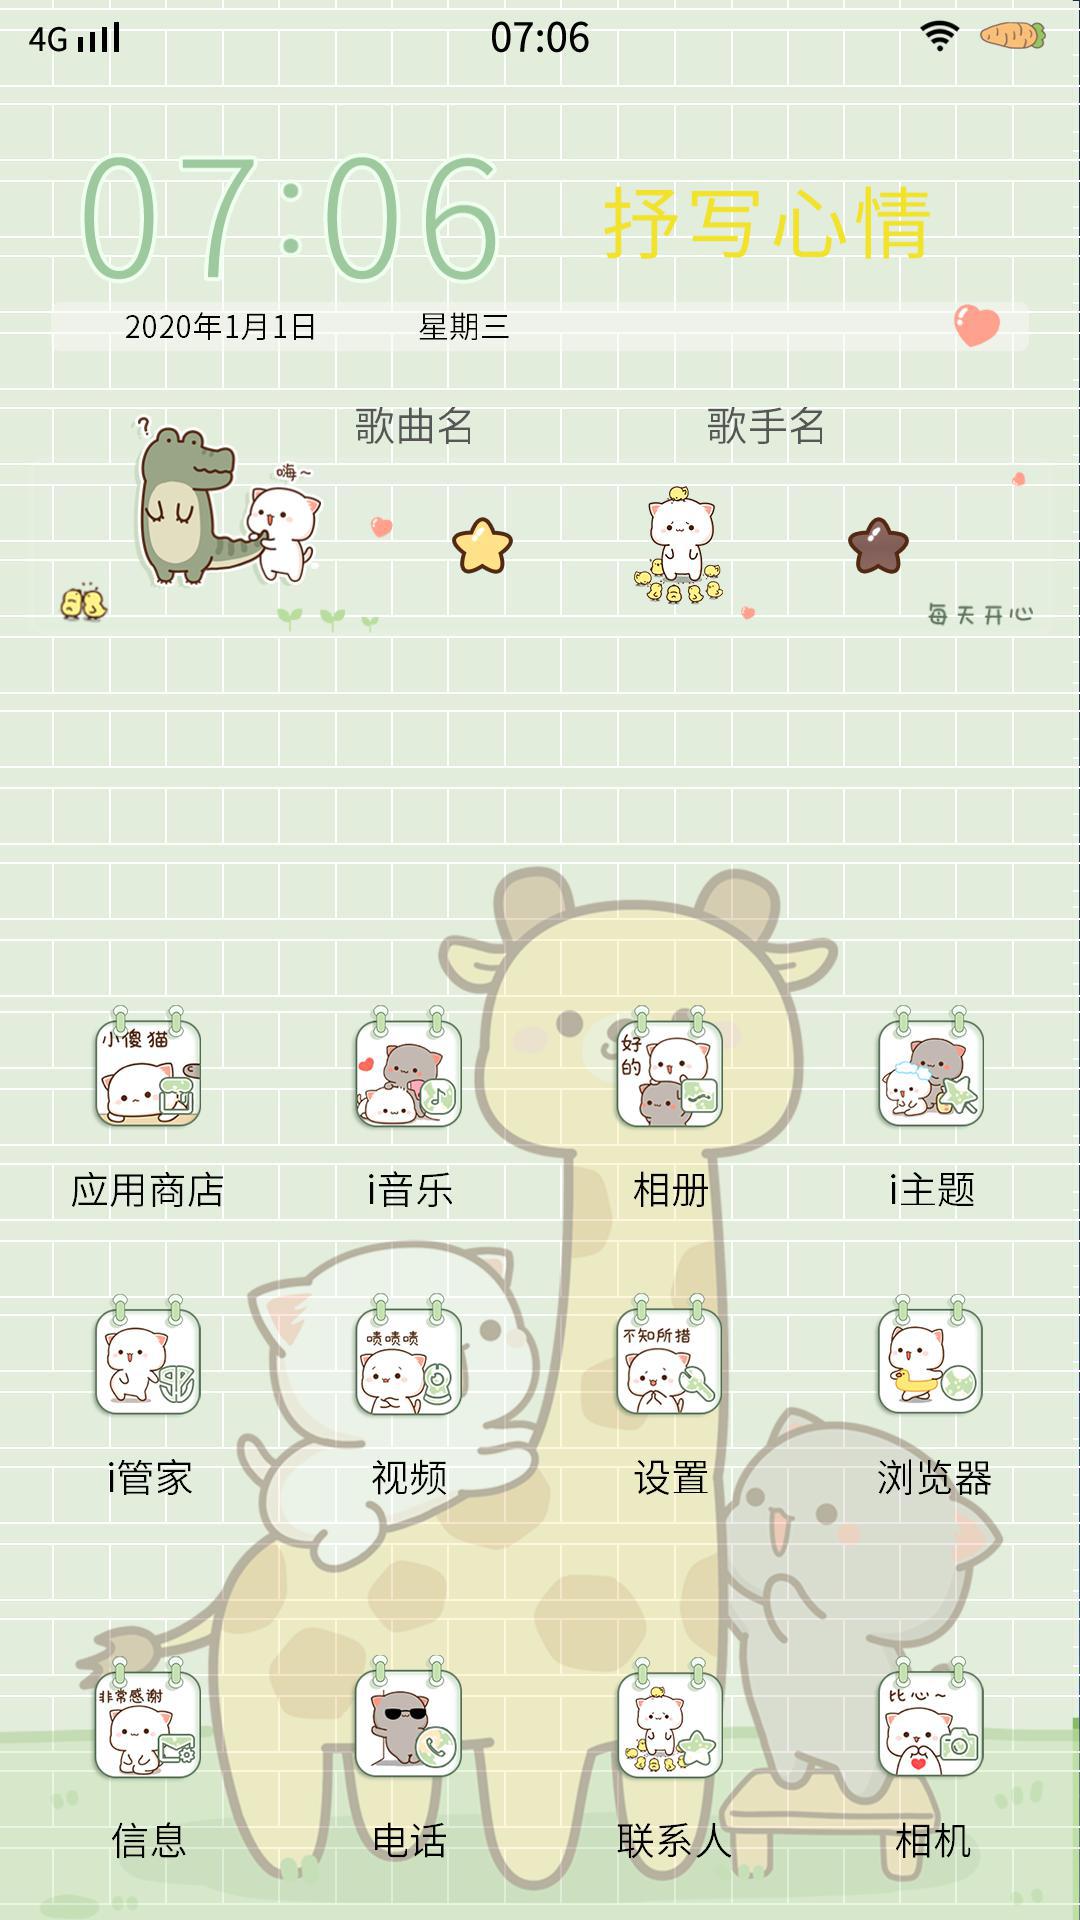 4G 07:06
07:06 抒写心情
2020年1月1日 星期三
歌曲名 歌手名
?
嗨~
每天开心
小傻猫
好的
应用商店 i音乐 相册 i主题
啧啧啧
不知所措
i管家 视频 设置 浏览器
非常感谢
比心~
信息 电话 联系人 相机